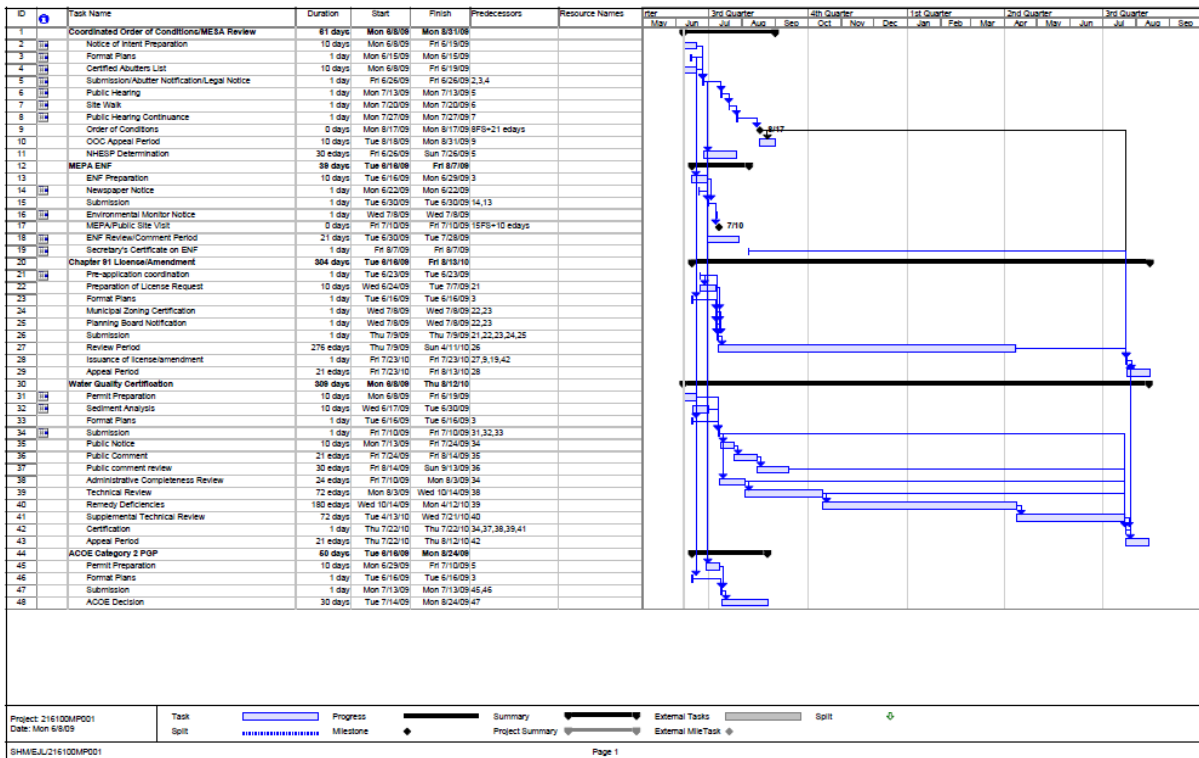 ID Task Name Duration Start Finish Predecessors Resource Names rter 3rd Quarter 4th Quarter 1st Quarter 2nd Quarter 3rd Quarter
May Jun Jul Aug Sep Oct Nov Dec Jan Feb Mar Apr May Jun Jul Aug Sep
1 Coordinated Order of Conditions/MESA Review 61 days Mon 6/8/09 Mon 8/31/09
2 Notice of Intent Preparation 10 days Mon 6/8/09 Fri 6/19/09
3 Format Plans 1 day Mon 6/15/09 Mon 6/15/09
4 Certified Abutters List 10 days Mon 6/8/09 Fri 6/19/09
5 Submission/Abutter Notification/Legal Notice 1 day Fri 6/26/09 Fri 6/26/09 2,3,4
6 Public Hearing 1 day Mon 7/13/09 Mon 7/13/09 5
7 Site Walk 1 day Mon 7/20/09 Mon 7/20/09 6
8 Public Hearing Continuance 1 day Mon 7/27/09 Mon 7/27/09 7
9 Order of Conditions 0 days Mon 8/17/09 Mon 8/17/09 8FS+21 edays 8/17
10 OOC Appeal Period 10 days Tue 8/18/09 Mon 8/31/09 9
11 NHESP Determination 30 edays Fri 6/26/09 Sun 7/26/09 5
12 MEPA ENF 39 days Tue 6/16/09 Fri 8/7/09
13 ENF Preparation 10 days Tue 6/16/09 Mon 6/29/09 3
14 Newspaper Notice 1 day Mon 6/22/09 Mon 6/22/09
15 Submission 1 day Tue 6/30/09 Tue 6/30/09 14,13
16 Environmental Monitor Notice 1 day Wed 7/8/09 Wed 7/8/09
17 MEPA/Public Site Visit 0 days Fri 7/10/09 Fri 7/10/09 15FS+10 edays 7/10
18 ENF Review/Comment Period 21 days Tue 6/30/09 Tue 7/28/09
19 Secretary's Certificate on ENF 1 day Fri 8/7/09 Fri 8/7/09
20 Chapter 91 License/Amendment 304 days Tue 6/16/09 Fri 8/13/10
21 Pre-application coordination 1 day Tue 6/23/09 Tue 6/23/09
22 Preparation of License Request 10 days Wed 6/24/09 Tue 7/7/09 21
23 Format Plans 1 day Tue 6/16/09 Tue 6/16/09 3
24 Municipal Zoning Certification 1 day Wed 7/8/09 Wed 7/8/09 22,23
25 Planning Board Notification 1 day Wed 7/8/09 Wed 7/8/09 22,23
26 Submission 1 day Thu 7/9/09 Thu 7/9/09 21,22,23,24,25
27 Review Period 276 edays Thu 7/9/09 Sun 4/11/10 26
28 Issuance of license/amendment 1 day Fri 7/23/10 Fri 7/23/10 27,9,19,42
29 Appeal Period 21 edays Fri 7/23/10 Fri 8/13/10 28
30 Water Quality Certification 309 days Mon 6/8/09 Thu 8/12/10
31 Permit Preparation 10 days Mon 6/8/09 Fri 6/19/09
32 Sediment Analysis 10 days Wed 6/17/09 Tue 6/30/09
33 Format Plans 1 day Tue 6/16/09 Tue 6/16/09 3
34 Submission 1 day Fri 7/10/09 Fri 7/10/09 31,32,33
35 Public Notice 10 days Mon 7/13/09 Fri 7/24/09 34
36 Public Comment 21 edays Fri 7/24/09 Fri 8/14/09 35
37 Public comment review 30 edays Fri 8/14/09 Sun 9/13/09 36
38 Administrative Completeness Review 24 edays Fri 7/10/09 Mon 8/3/09 34
39 Technical Review 72 edays Mon 8/3/09 Wed 10/14/09 38
40 Remedy Deficiencies 180 edays Wed 10/14/09 Mon 4/12/10 39
41 Supplemental Technical Review 72 days Tue 4/13/10 Wed 7/21/10 40
42 Certification 1 day Thu 7/22/10 Thu 7/22/10 34,37,38,39,41
43 Appeal Period 21 edays Thu 7/22/10 Thu 8/12/10 42
44 ACOE Category 2 PGP 50 days Tue 6/16/09 Mon 8/24/09
45 Permit Preparation 10 days Mon 6/29/09 Fri 7/10/09 5
46 Format Plans 1 day Tue 6/16/09 Tue 6/16/09 3
47 Submission 1 day Mon 7/13/09 Mon 7/13/09 45,46
48 ACOE Decision 30 days Tue 7/14/09 Mon 8/24/09 47
Project: 216100MP001
Date: Mon 6/8/09
Task Progress Summary External Tasks Split
Split Milestone Project Summary External MileTask
SHM/EJL/216100MP001 Page 1